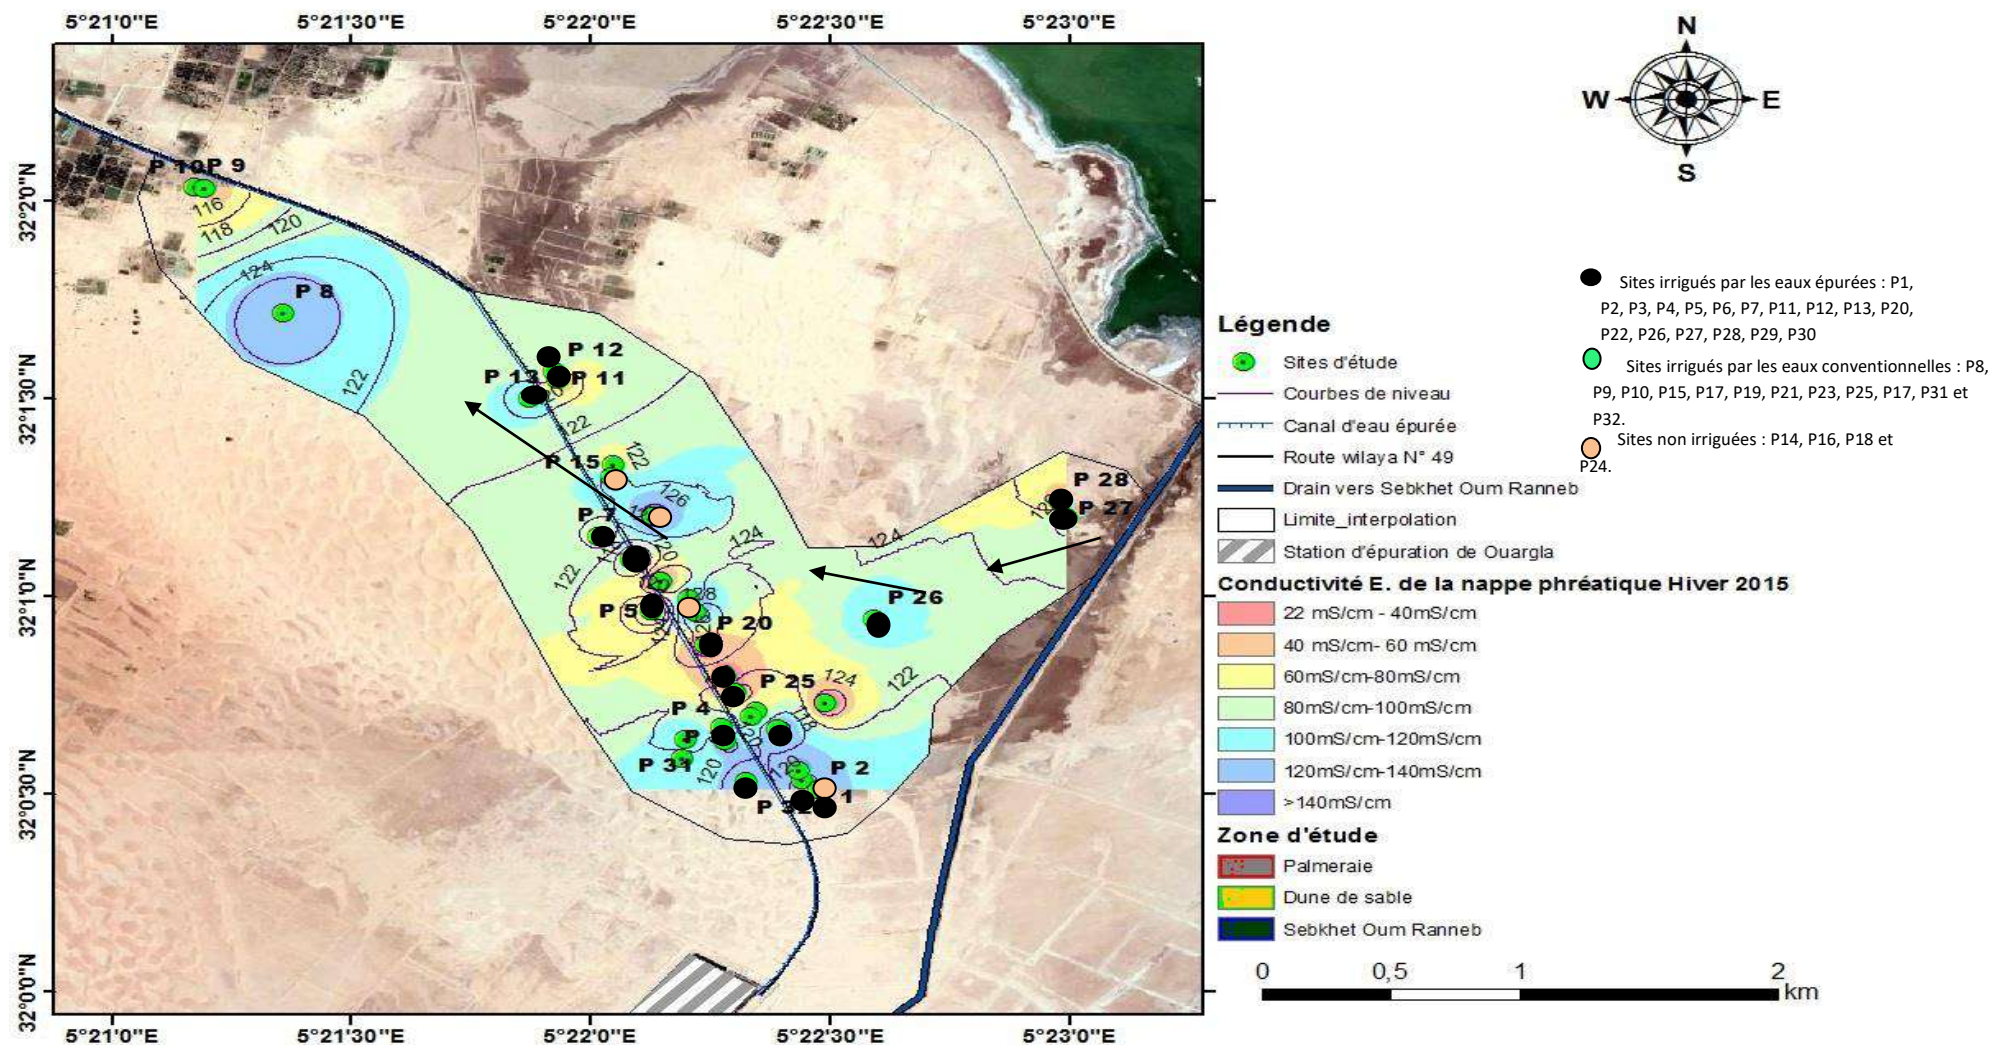 5°21'0"E 5°21'30"E 5°22'0"E 5°22'30"E 5°23'0"E
N
W E
S
32°2'0"N
32°1'30"N
32°1'0"N
32°0'30"N
32°0'0"N
P 10 P 9
116
118
120
124
P 8
122
P 12
P 13
P 11
122
P 15
122
126
P 28
P 27
P 7
124
124
122
128
P 26
P 5
P 20
P 25
124
122
P 4
P
P 31
120
P 2
1
P 32
5°21'0"E 5°21'30"E 5°22'0"E 5°22'30"E 5°23'0"E
Sites irrigués par les eaux épurées : P1,
P2, P3, P4, P5, P6, P7, P11, P12, P13, P20,
P22, P26, P27, P28, P29, P30
Sites irrigués par les eaux conventionnelles : P8,
P9, P10, P15, P17, P19, P21, P23, P25, P17, P31 et
P32.
Sites non irriguées : P14, P16, P18 et
P24.
Légende
Sites d'étude
Courbes de niveau
Canal d'eau épurée
Route wilaya N° 49
Drain vers Sebkhet Oum Ranneb
Limite_interpolation
Station d'épuration de Ouargla
Conductivité E. de la nappe phréatique Hiver 2015
22 mS/cm - 40mS/cm
40 mS/cm- 60 mS/cm
60mS/cm-80mS/cm
80mS/cm-100mS/cm
100mS/cm-120mS/cm
120mS/cm-140mS/cm
>140mS/cm
Zone d'étude
Palmeraie
Dune de sable
Sebkhet Oum Ranneb
0 0,5 1 2
km